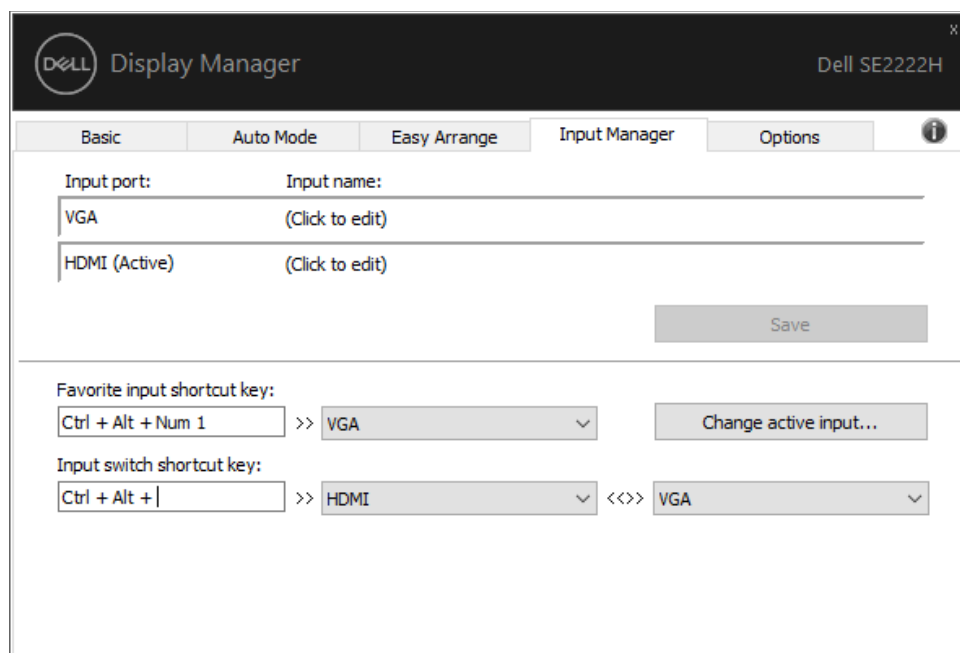 x
DELL Display Manager Dell SE2222H
Basic Auto Mode Easy Arrange Input Manager Options i
Input port: Input name:
VGA (Click to edit)
HDMI (Active) (Click to edit)
Save
Favorite input shortcut key:
Ctrl + Alt + Num 1 >> VGA Change active input...
Input switch shortcut key:
Ctrl + Alt + >> HDMI <<>> VGA